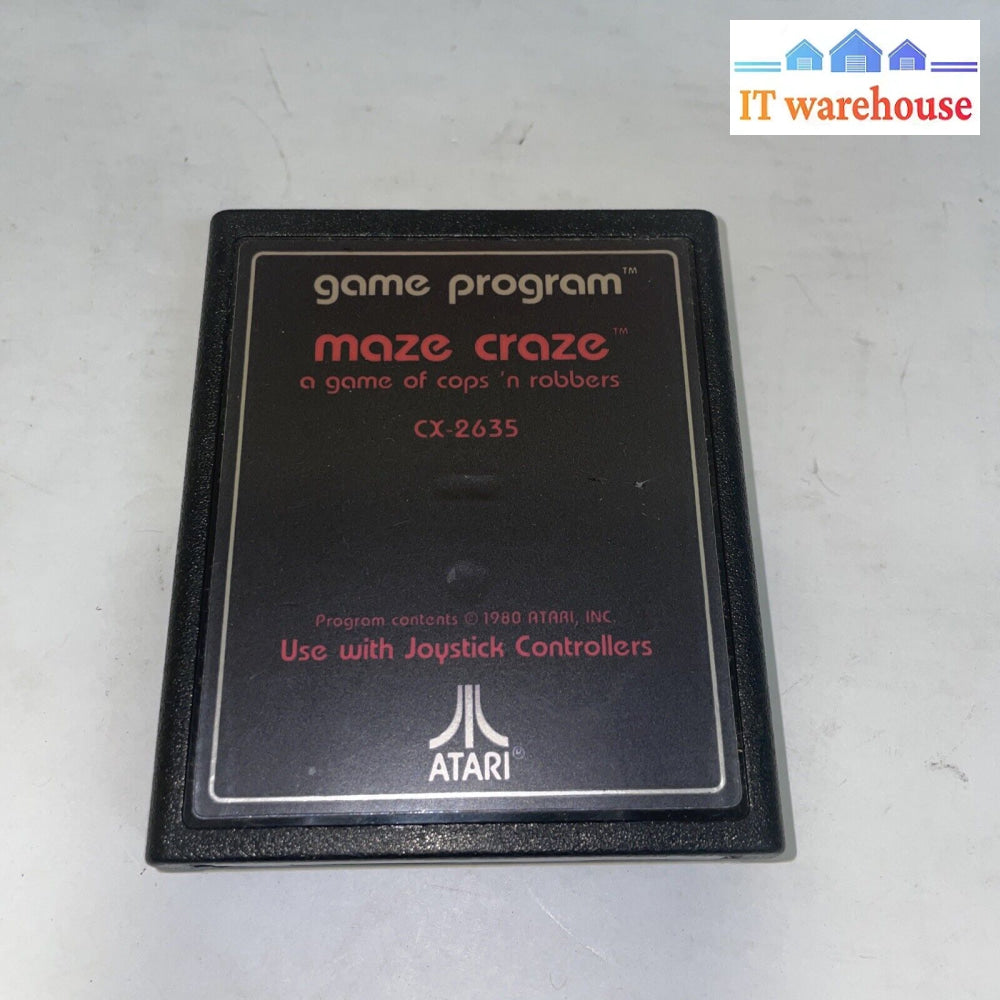 IT warehouse
game program™
maze craze™
a game of cops 'n robbers
CX-2635
Program contents © 1980 ATARI, INC.
Use with Joystick Controllers
ATARI®